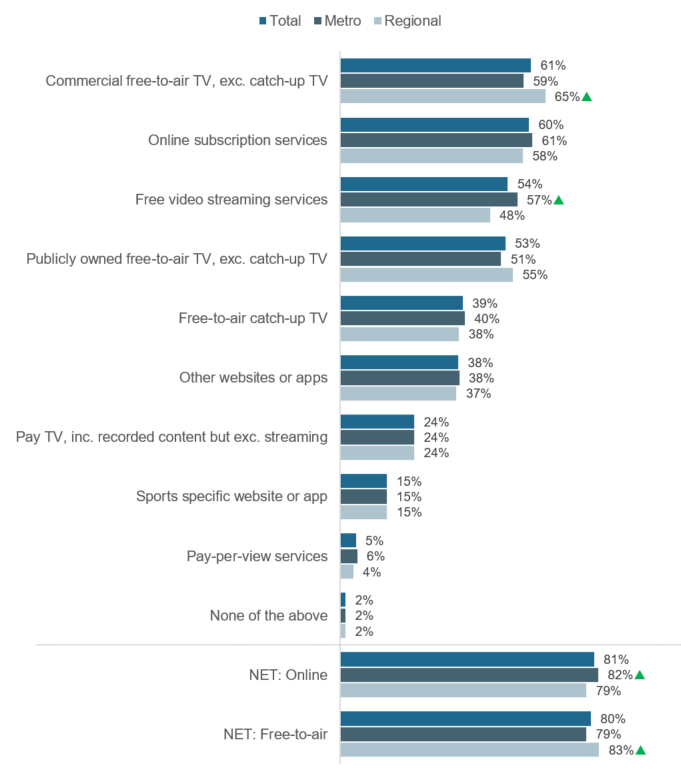 Total Metro Regional
Commercial free-to-air TV, exc. catch-up TV
61%
59%
65%
Online subscription services
60%
61%
58%
Free video streaming services
54%
57%
48%
Publicly owned free-to-air TV, exc. catch-up TV
53%
51%
55%
Free-to-air catch-up TV
39%
40%
38%
Other websites or apps
38%
38%
37%
Pay TV, inc. recorded content but exc. streaming
24%
24%
24%
Sports specific website or app
15%
15%
15%
Pay-per-view services
5%
6%
4%
None of the above
2%
2%
2%
NET: Online
81%
82%
79%
NET: Free-to-air
80%
79%
83%